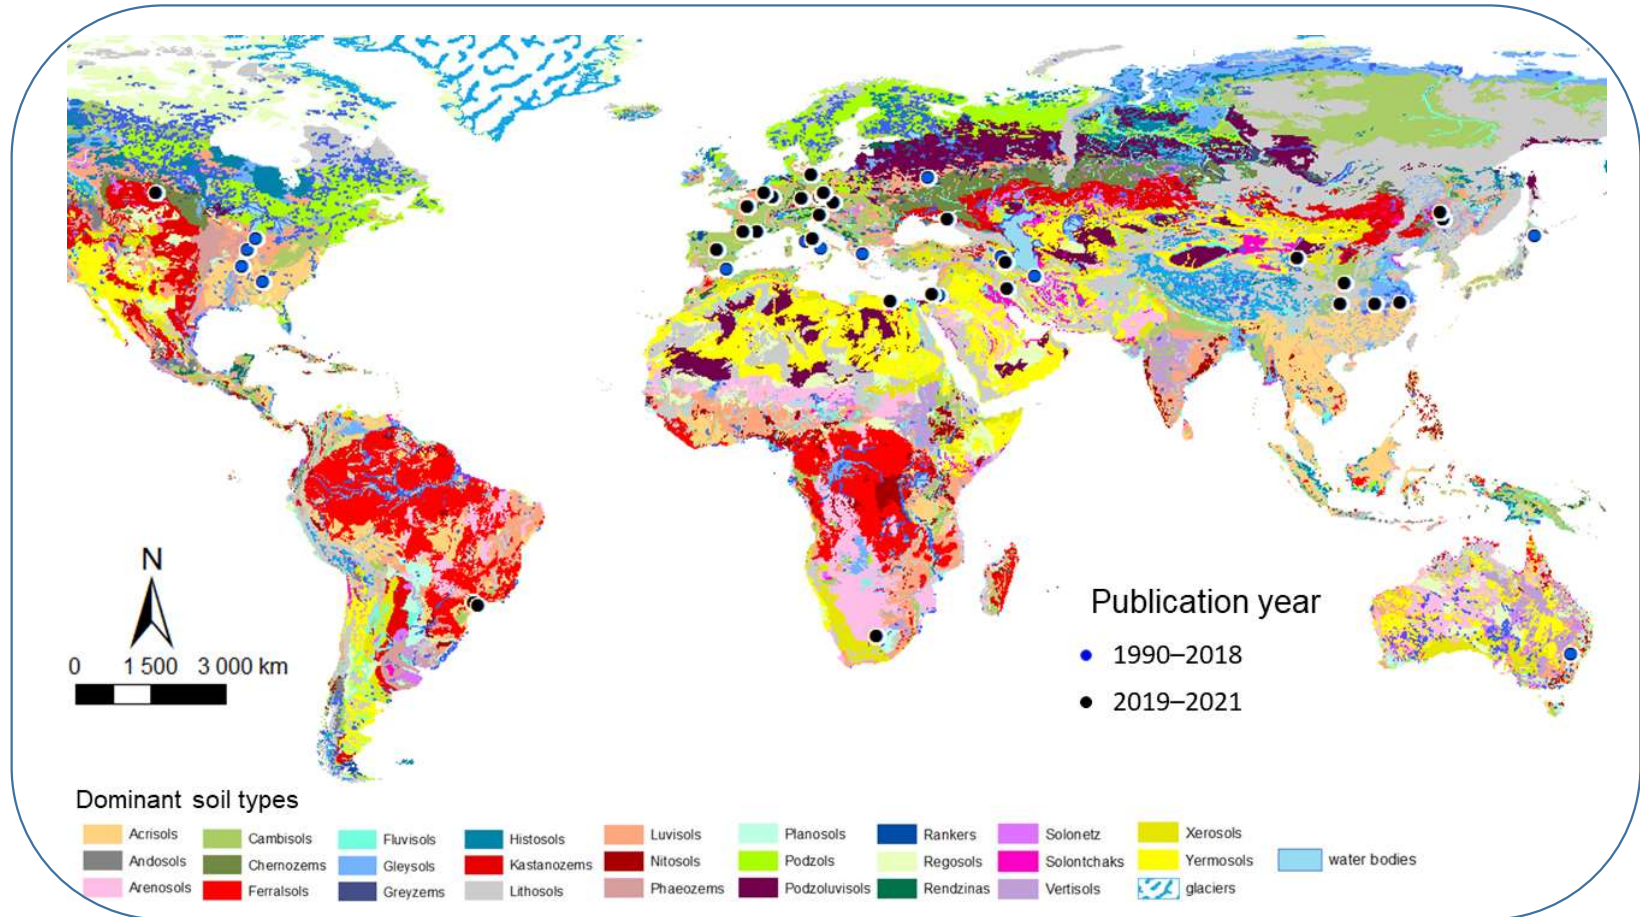 N
0 1 500 3 000 km
Publication year
1990–2018
2019–2021
Dominant soil types
Acrisols
Andosols
Arenosols
Cambisols
Chernozems
Ferralsols
Fluvisols
Gleysols
Greyzems
Histosols
Kastanozems
Lithosols
Luvisols
Nitosols
Phaeozems
Planosols
Podzols
Podzoluvisols
Rankers
Regosols
Rendzinas
Solonetz
Solontchaks
Vertisols
Xerosols
Yermosols
glaciers
water bodies